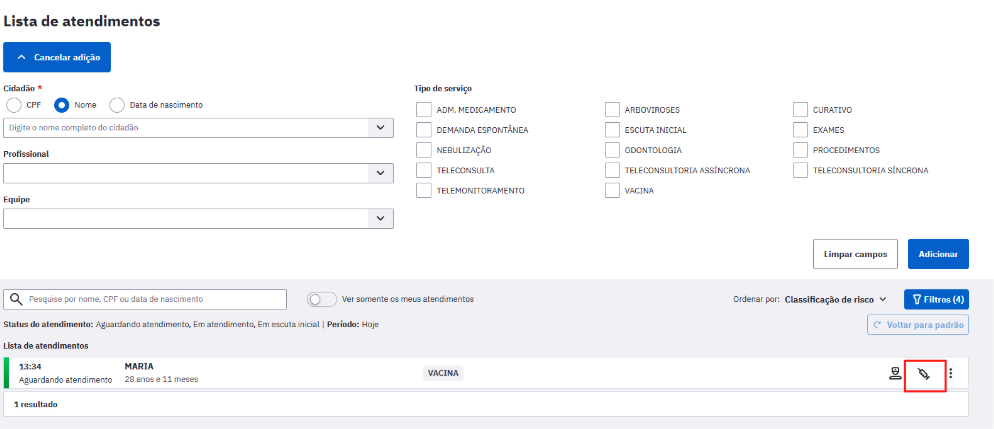 Lista de atendimentos
Cancelar adição
Cidadão *
CPF Nome Data de nascimento
Digite o nome completo do cidadão
Profissional
Equipe
Tipo de serviço
ADM. MEDICAMENTO ARBOVIROSES CURATIVO
DEMANDA ESPONTÂNEA ESCUTA INICIAL EXAMES
NEBULIZAÇÃO ODONTOLOGIA PROCEDIMENTOS
TELECONSULTA TELECONSULTORIA ASSÍNCRONA TELECONSULTORIA SÍNCRONA
TELEMONITORAMENTO VACINA
Limpar campos Adicionar
Pesquise por nome, CPF ou data de nascimento Ver somente os meus atendimentos Ordenar por: Classificação de risco Filtros (4)
Status do atendimento: Aguardando atendimento, Em atendimento, Em escuta inicial | Período: Hoje Voltar para padrão
Lista de atendimentos
13:34 MARIA
Aguardando atendimento 28 anos e 11 meses VACINA
1 resultado